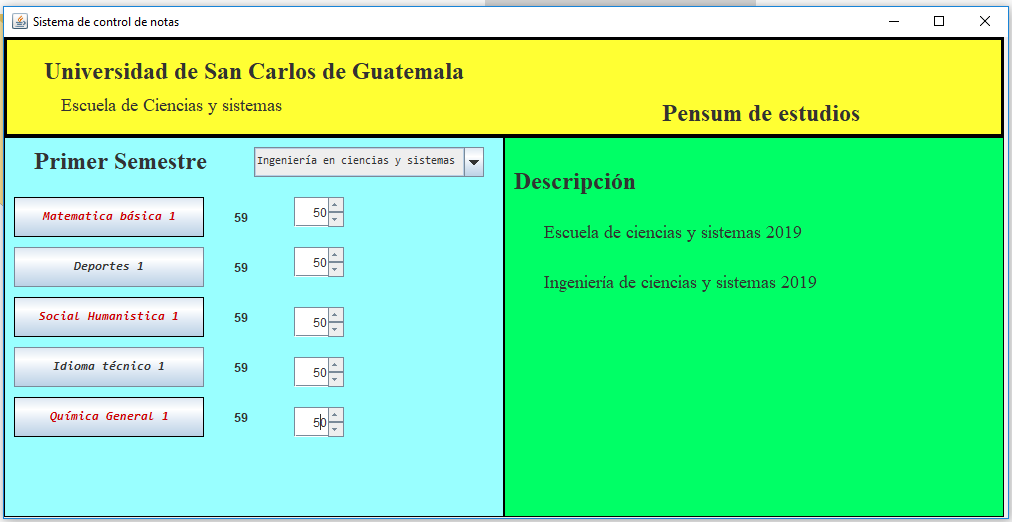 Sistema de control de notas
Universidad de San Carlos de Guatemala
Escuela de Ciencias y sistemas
Pensum de estudios
Primer Semestre
Ingeniería en ciencias y sistemas
Matematica básica 1 59 50
Deportes 1 59 50
Social Humanistica 1 59 50
Idioma técnico 1 59 50
Química General 1 59 50
Descripción
Escuela de ciencias y sistemas 2019
Ingeniería de ciencias y sistemas 2019